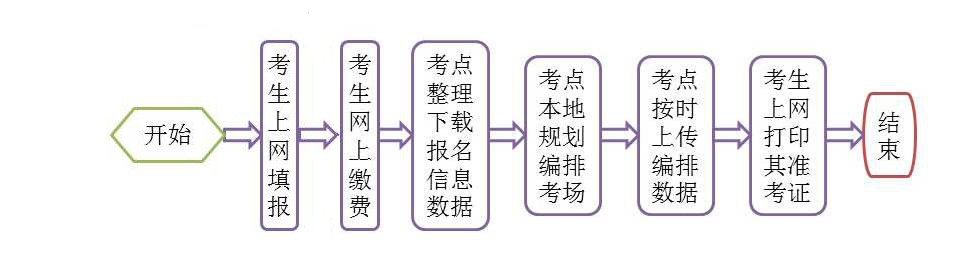 开始
考生上网填报
考生网上缴费
考点
整理
下载
报名
信息
数据
考点
本地
规划
编排
考场
考点
按时
上传
编排
数据
考生
上网
打印
其准
考证
结束